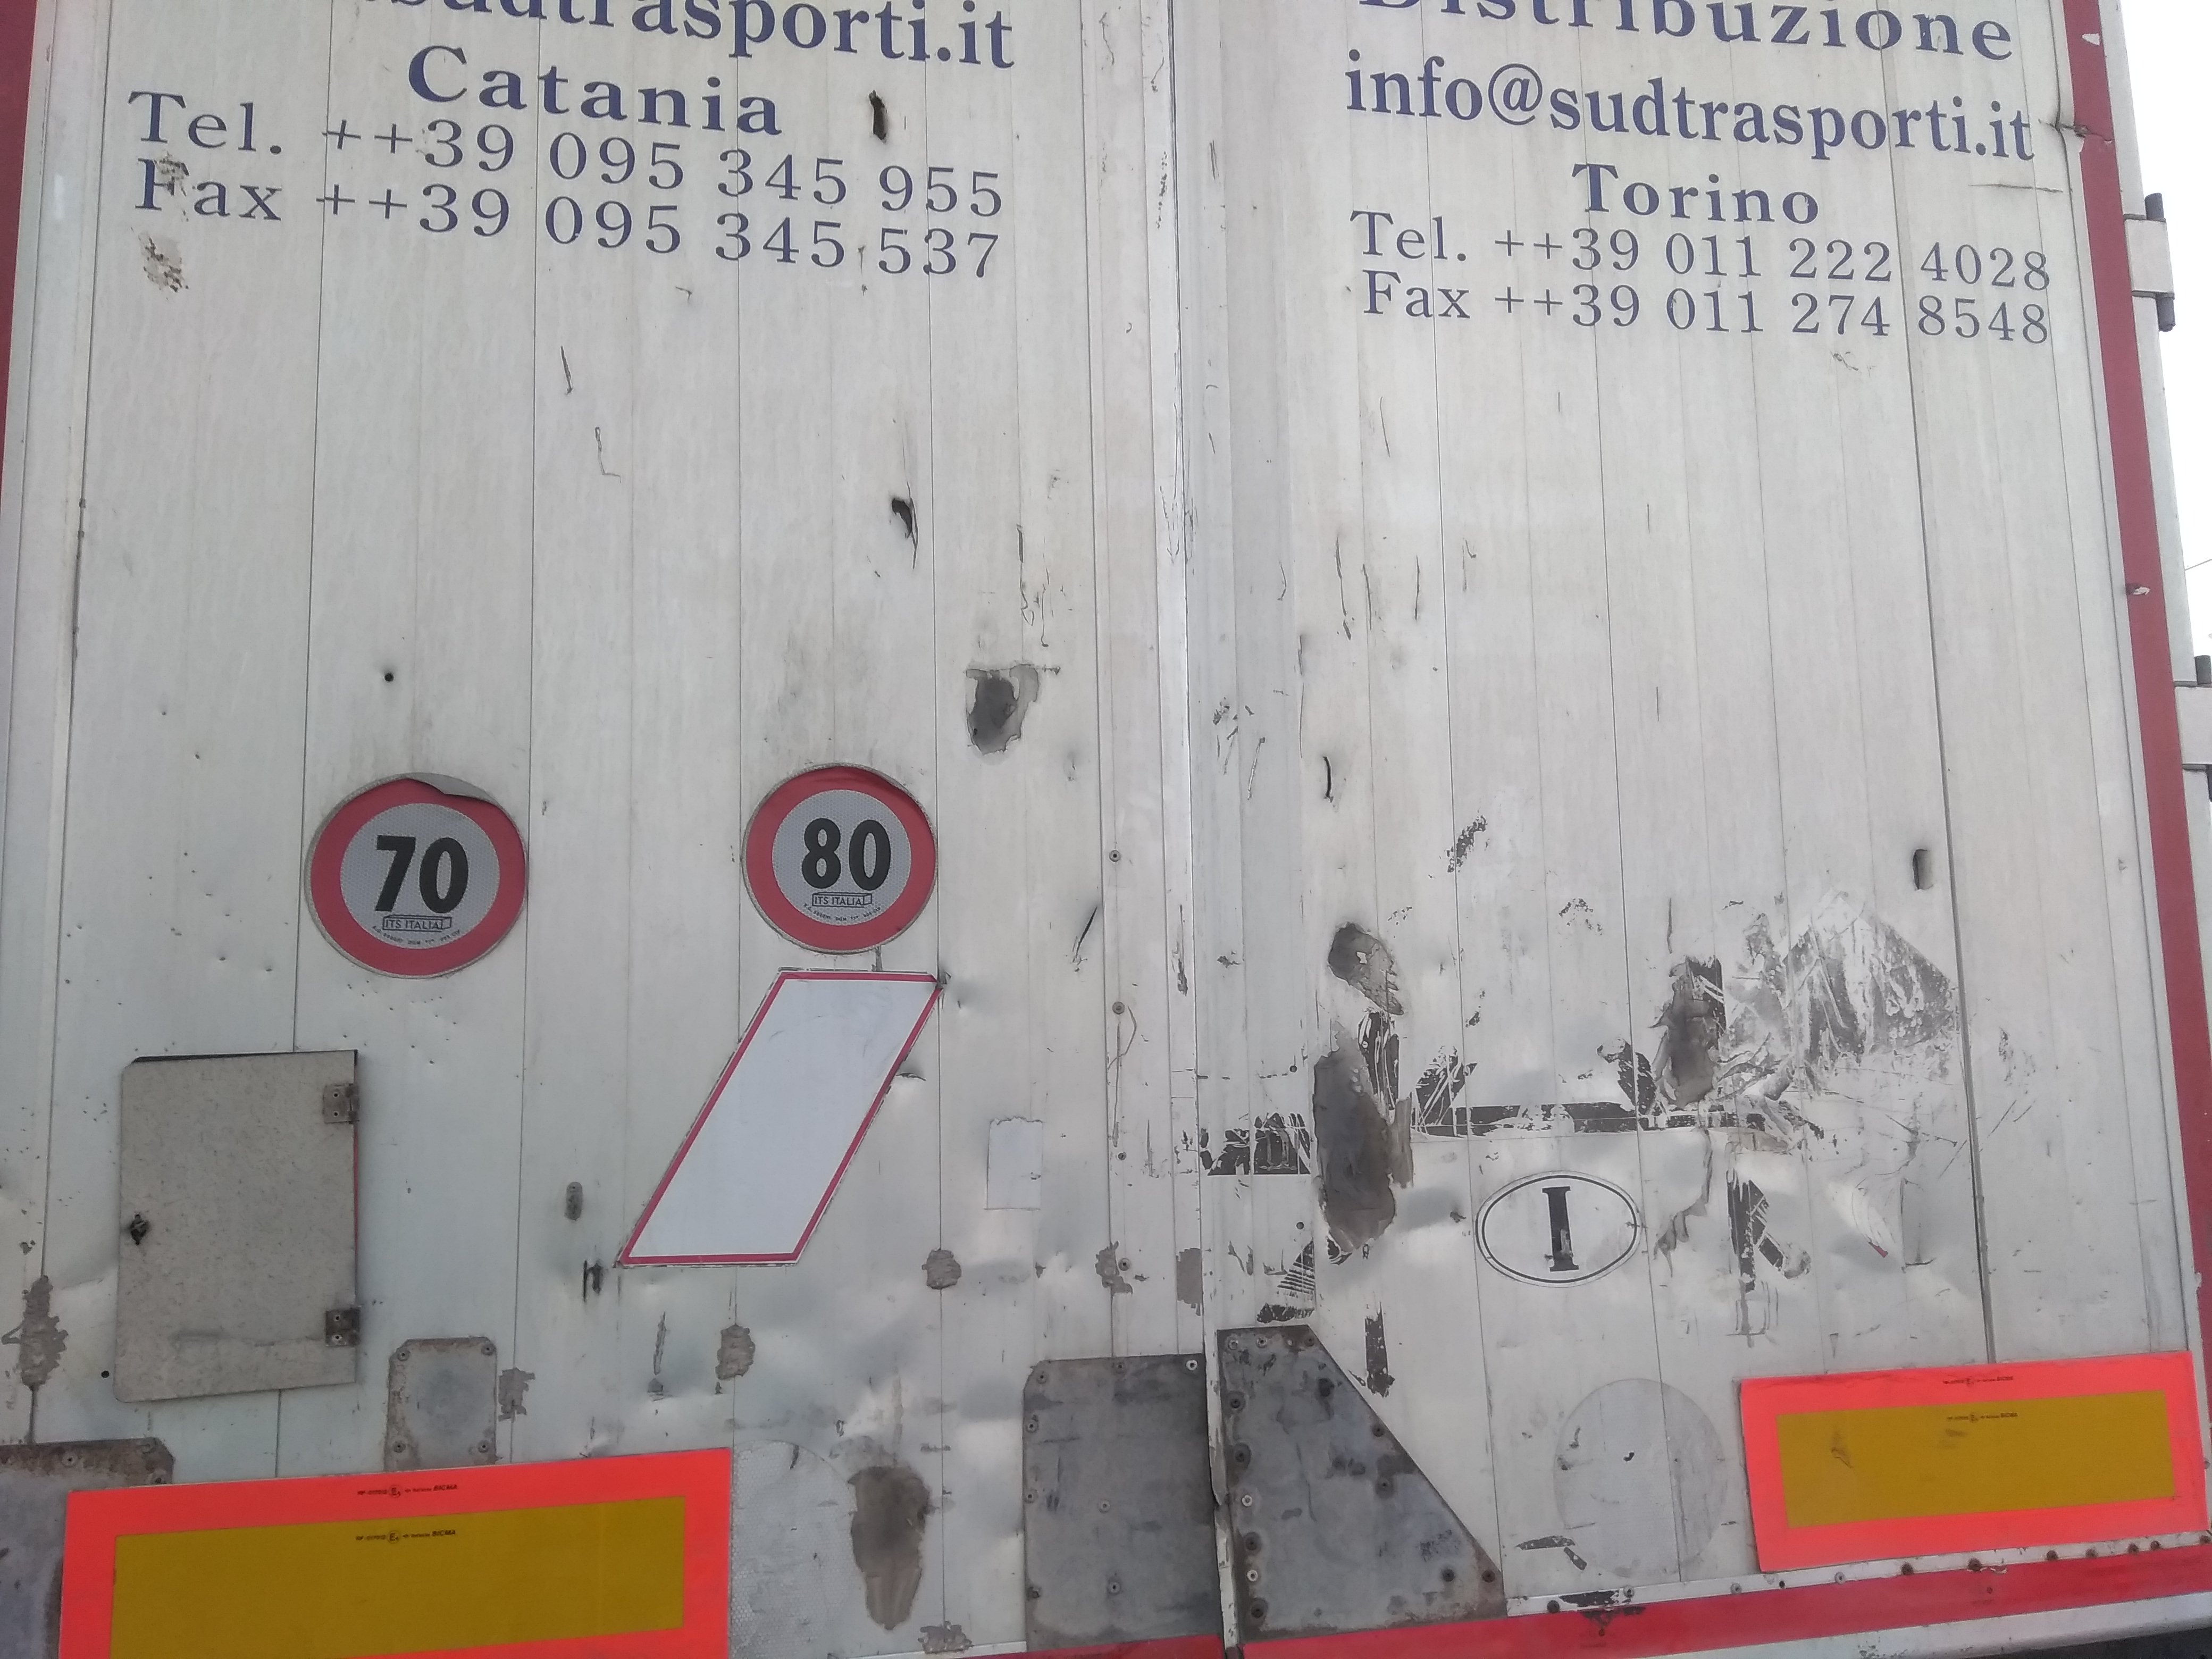 sudtrasporti.it
Catania
Tel. ++39 095 345 955
Fax ++39 095 345 537
Distribuzione
info@sudtrasporti.it
Torino
Tel. ++39 011 222 4028
Fax ++39 011 274 8548
70
ITS ITALIA
80
ITS ITALIA
I